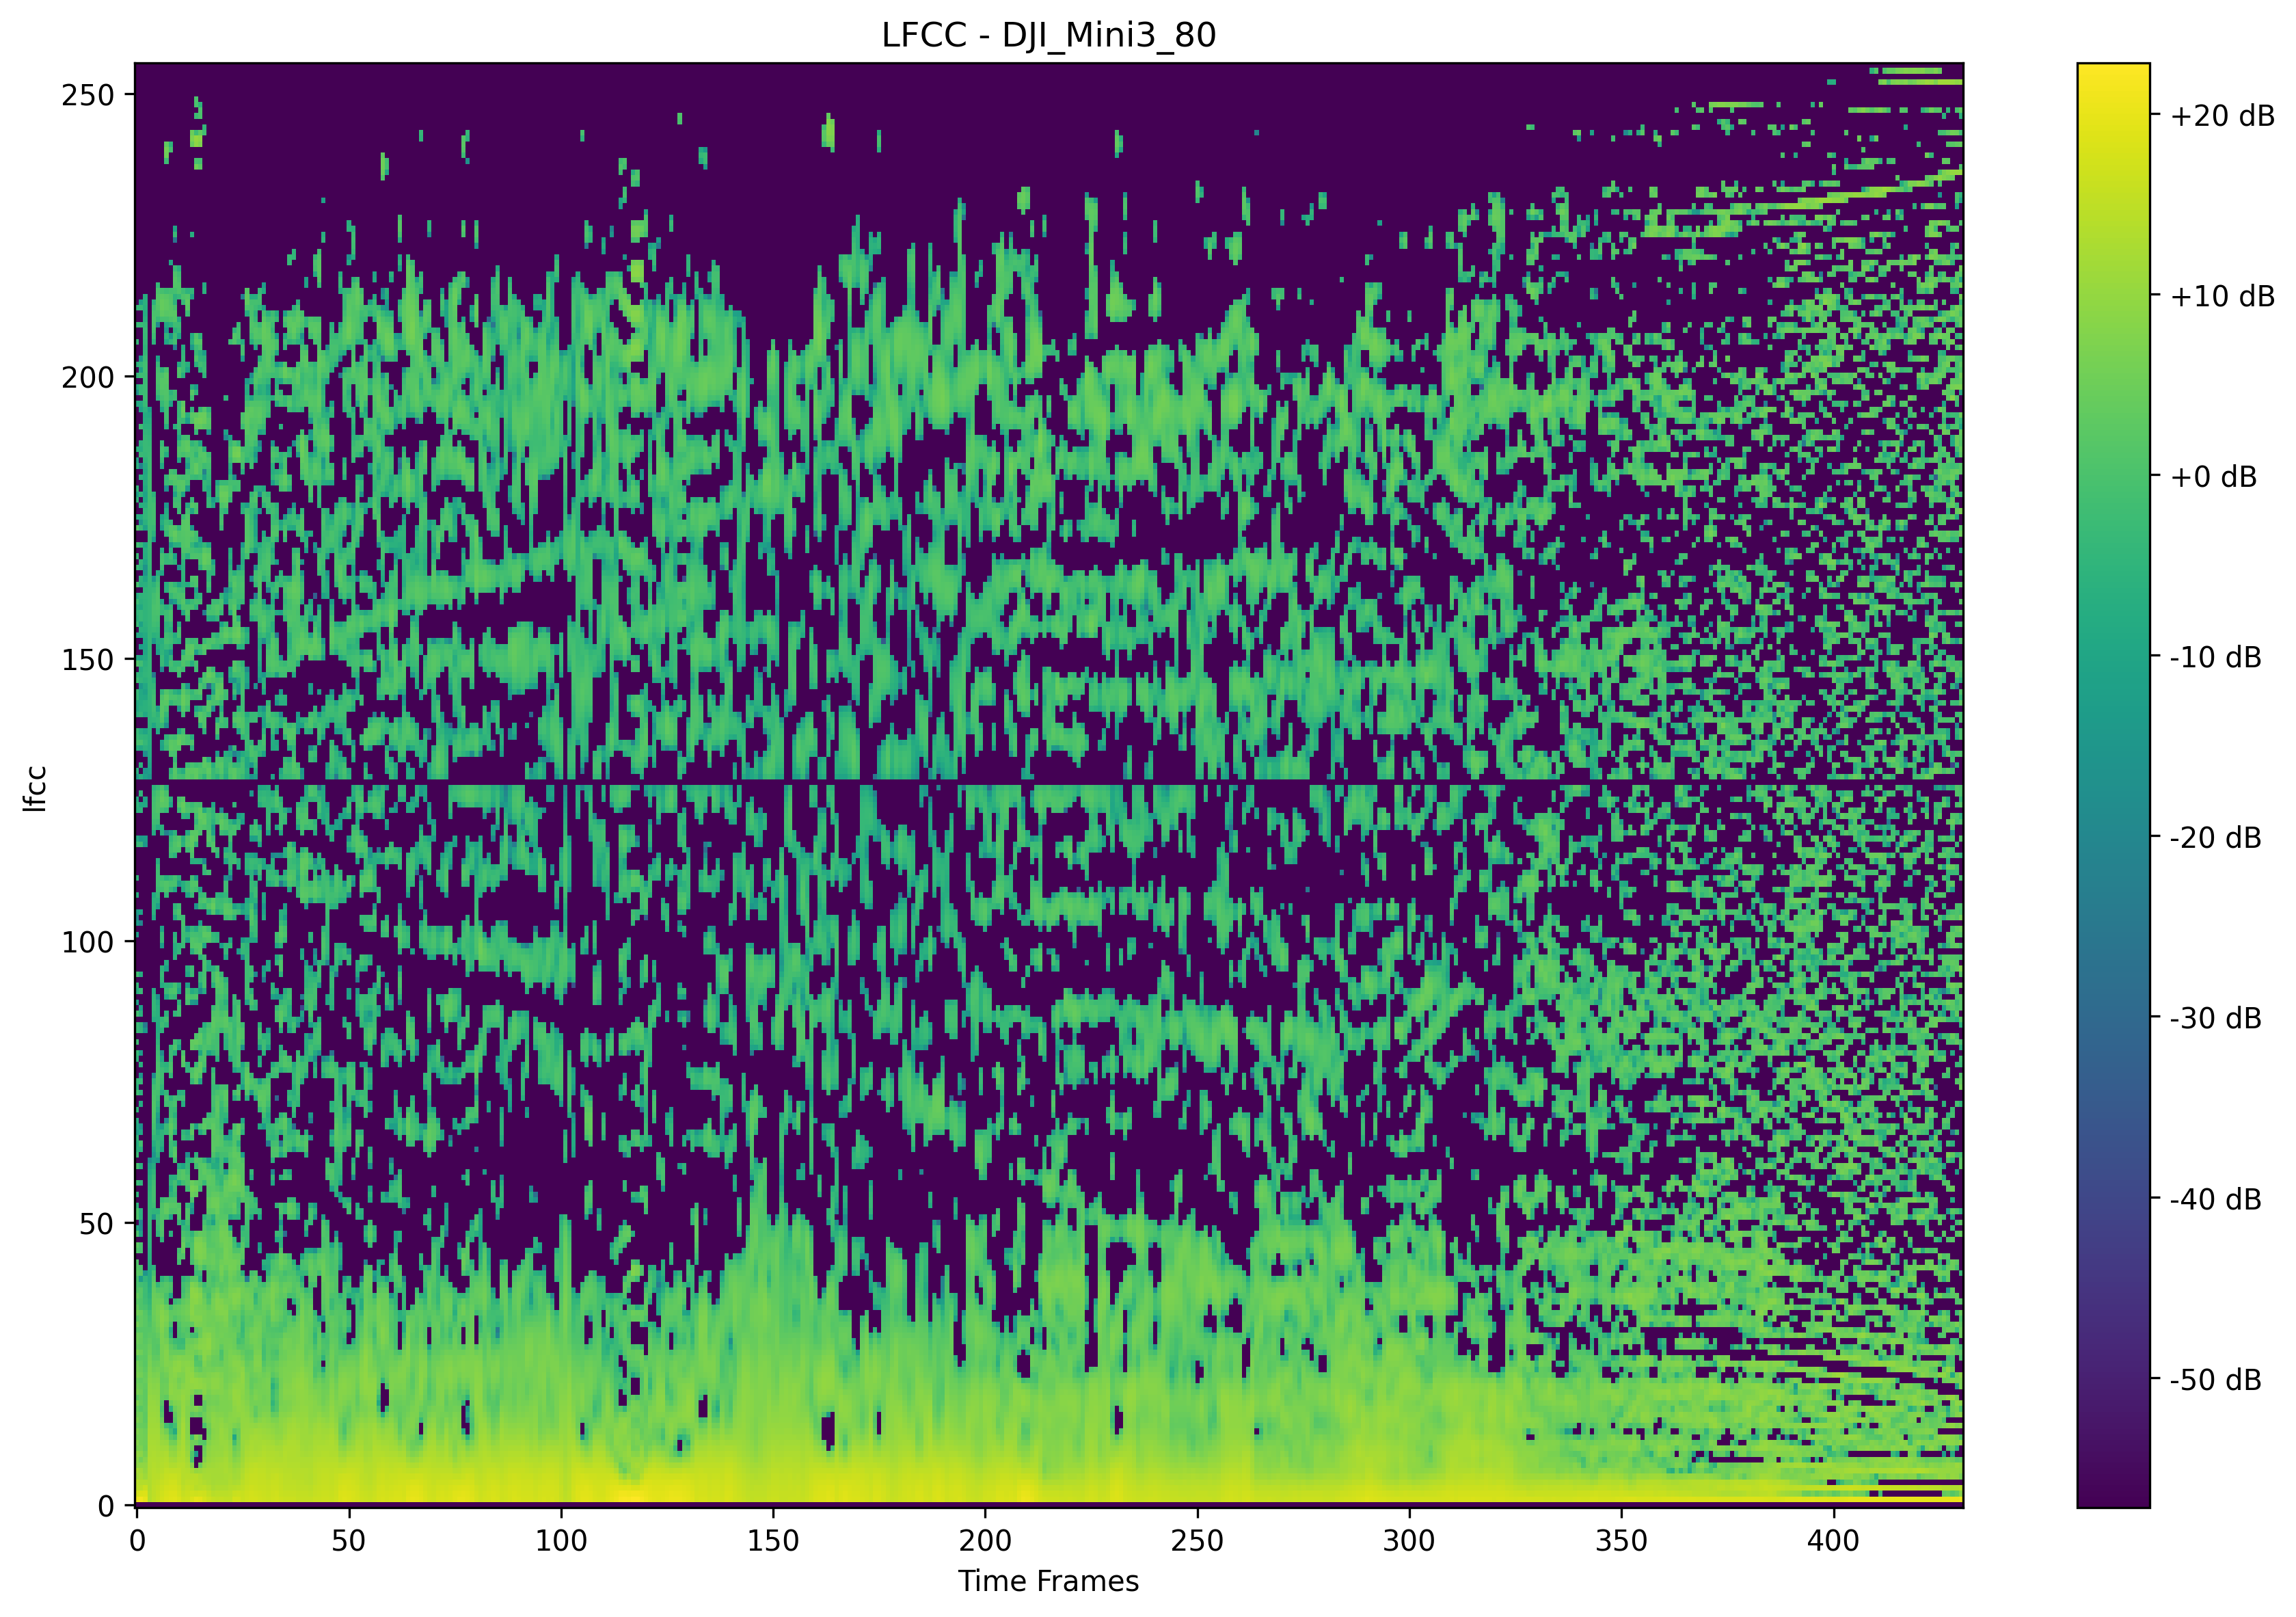 LFCC - DJI_Mini3_80
250
200
150
100
50
0
lfcc
0 50 100 150 200 250 300 350 400
Time Frames
+20 dB
+10 dB
+0 dB
-10 dB
-20 dB
-30 dB
-40 dB
-50 dB